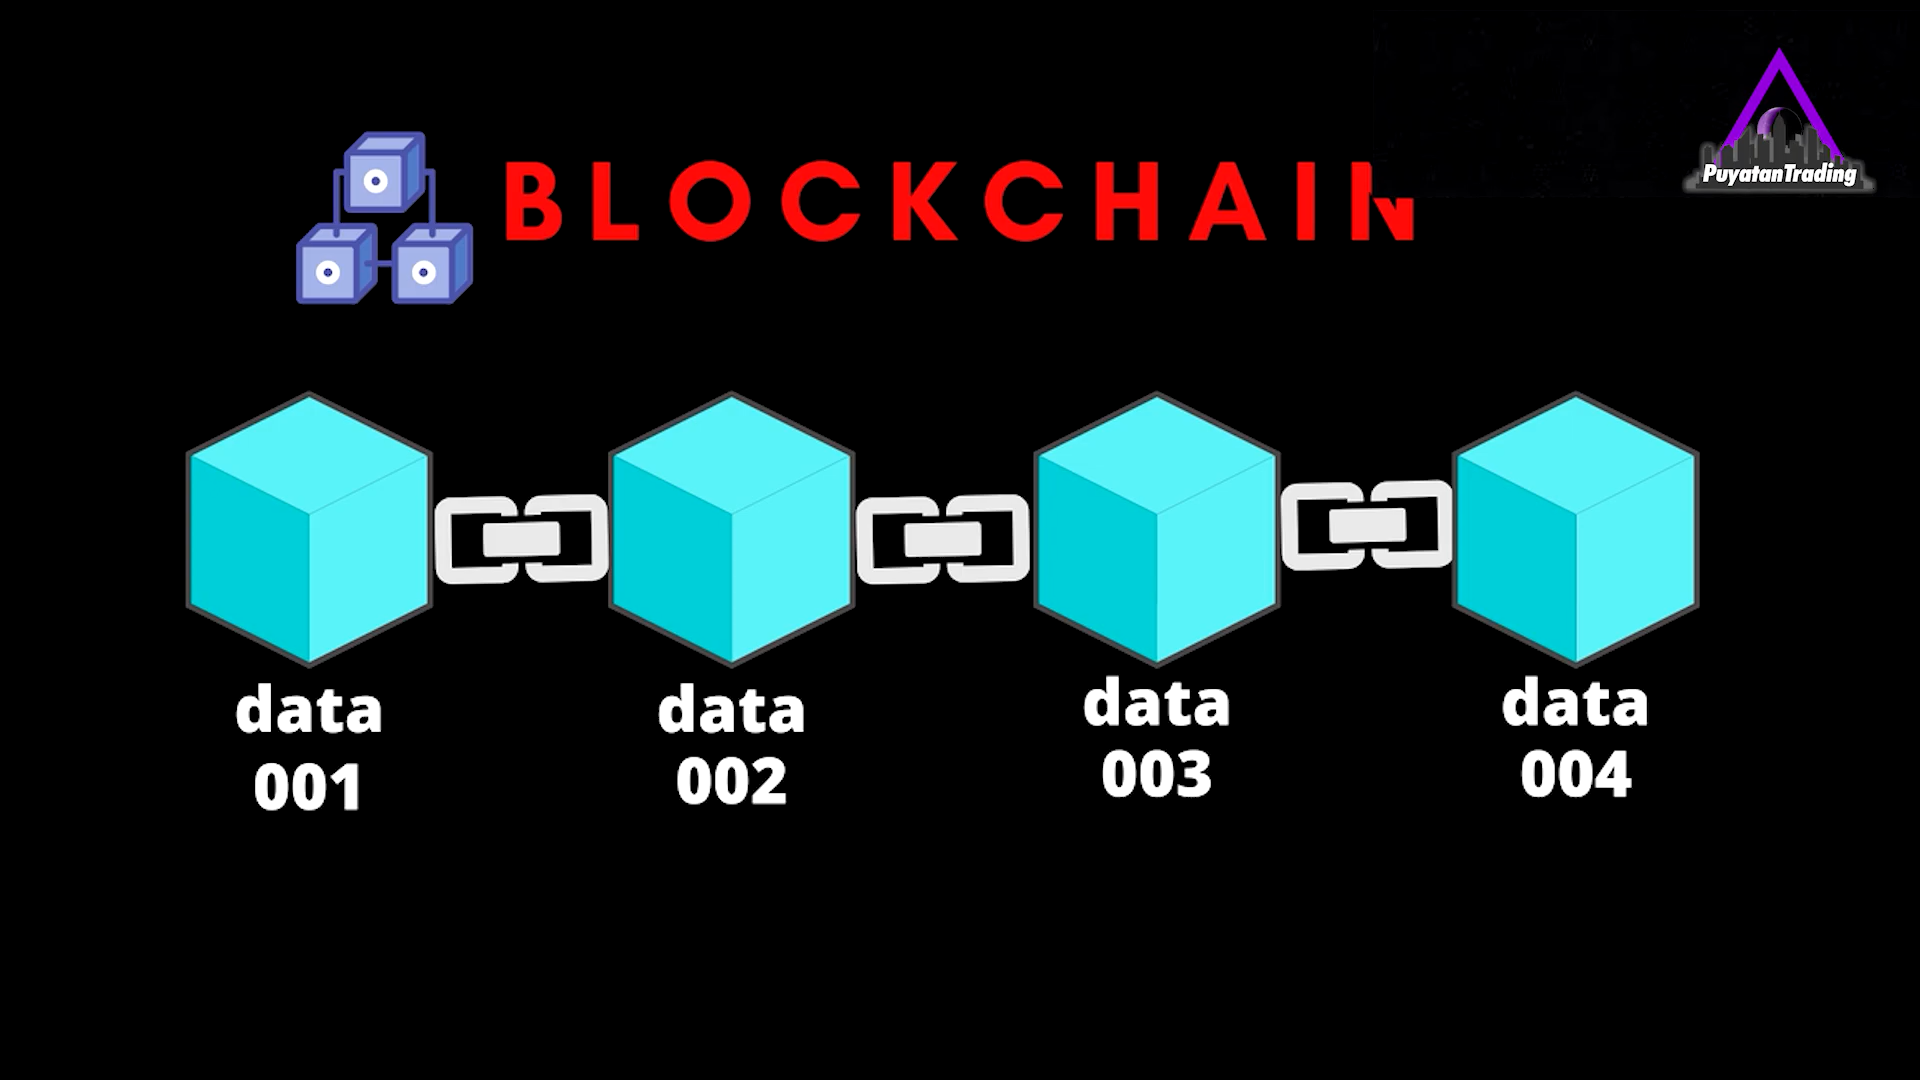 BLOCKCHAIN
PuyatanTrading
data
001
data
002
data
003
data
004